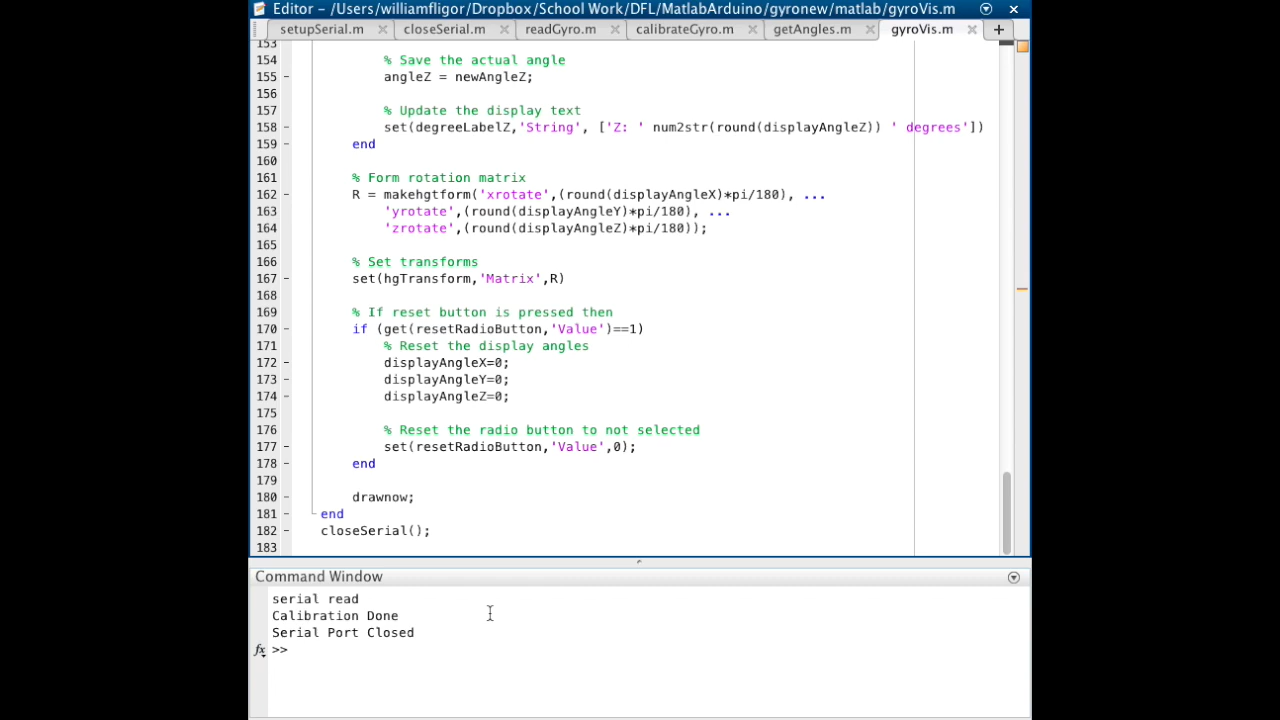 Editor - /Users/williamfligor/Dropbox/School Work/DFL/MatlabArduino/gyronew/matlab/gyroVis.m
setupSerial.m closeSerial.m readGyro.m calibrateGyro.m getAngles.m gyroVis.m
153
154 % Save the actual angle
155 - angleZ = newAngleZ;
156
157 % Update the display text
158 - set(degreeLabelZ,'String', ['Z: ' num2str(round(displayAngleZ)) ' degrees'])
159 - end
160
161 % Form rotation matrix
162 - R = makehgtform('xrotate',(round(displayAngleX)*pi/180), ...
163 'yrotate',(round(displayAngleY)*pi/180), ...
164 'zrotate',(round(displayAngleZ)*pi/180));
165
166 % Set transforms
167 - set(hgTransform,'Matrix',R)
168
169 % If reset button is pressed then
170 - if (get(resetRadioButton,'Value')==1)
171 % Reset the display angles
172 - displayAngleX=0;
173 - displayAngleY=0;
174 - displayAngleZ=0;
175
176 % Reset the radio button to not selected
177 - set(resetRadioButton,'Value',0);
178 - end
179
180 - drawnow;
181 - end
182 - closeSerial();
183
Command Window
serial read
Calibration Done
Serial Port Closed
fx >>